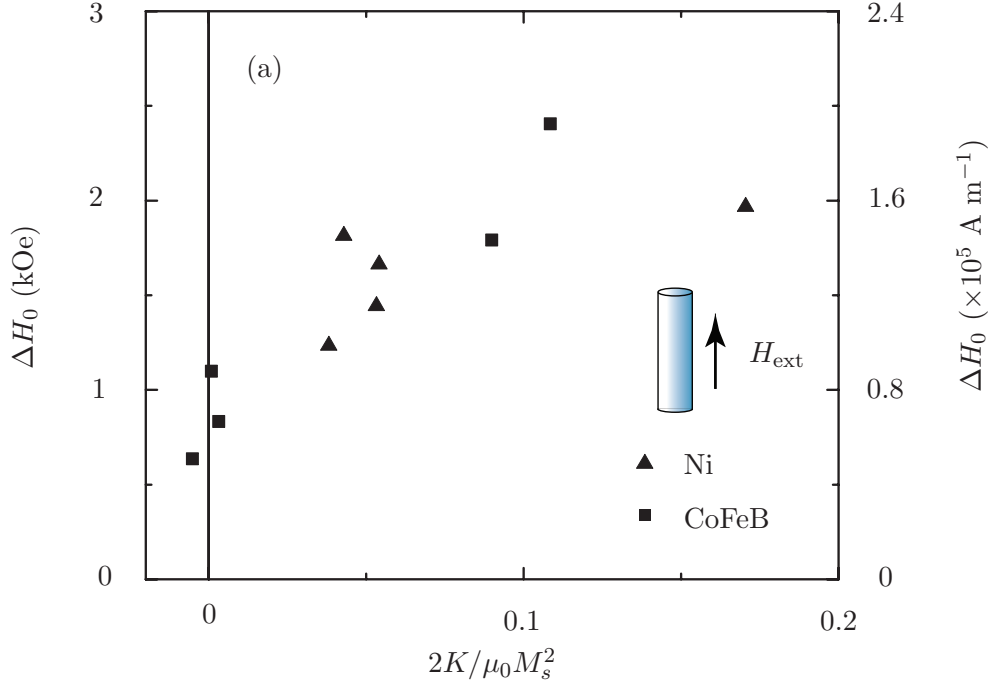 3
2.4
(a)
2
1.6
ΔH₀ (kOe)
ΔH₀ (×10⁵ A m⁻¹)
H_ext
1
0.8
Ni
CoFeB
0
0
0
0.1
0.2
2K/μ₀M_s²